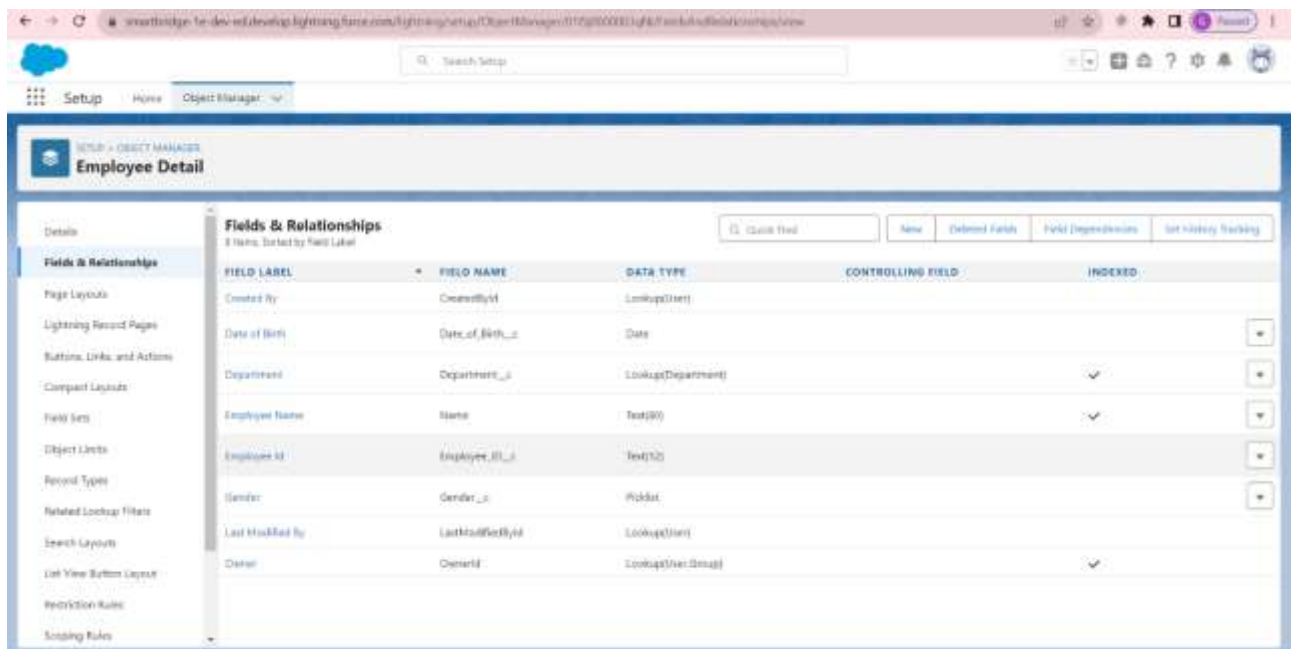 Search Setup
Setup Home Object Manager
SETUP > OBJECT MANAGER
Employee Detail
Details
Fields & Relationships
Page Layouts
Lightning Record Pages
Buttons, Links, and Actions
Compact Layouts
Field Sets
Object Limits
Record Types
Related Lookup Filters
Search Layouts
List View Button Layout
Restriction Rules
Scoping Rules
Fields & Relationships
8 Items, Sorted by Field Label
Quick Find
New Deleted Fields Field Dependencies Set History Tracking
FIELD LABEL FIELD NAME DATA TYPE CONTROLLING FIELD INDEXED
Created By CreatedById Lookup(User)
Date of Birth Date_of_Birth__c Date
Department Department__c Lookup(Department)
Employee Name Name Text(80)
Employee Id Text(12)
Gender Gender__c Picklist
Last Modified By LastModifiedById Lookup(User)
Owner OwnerId Lookup(User,Group)